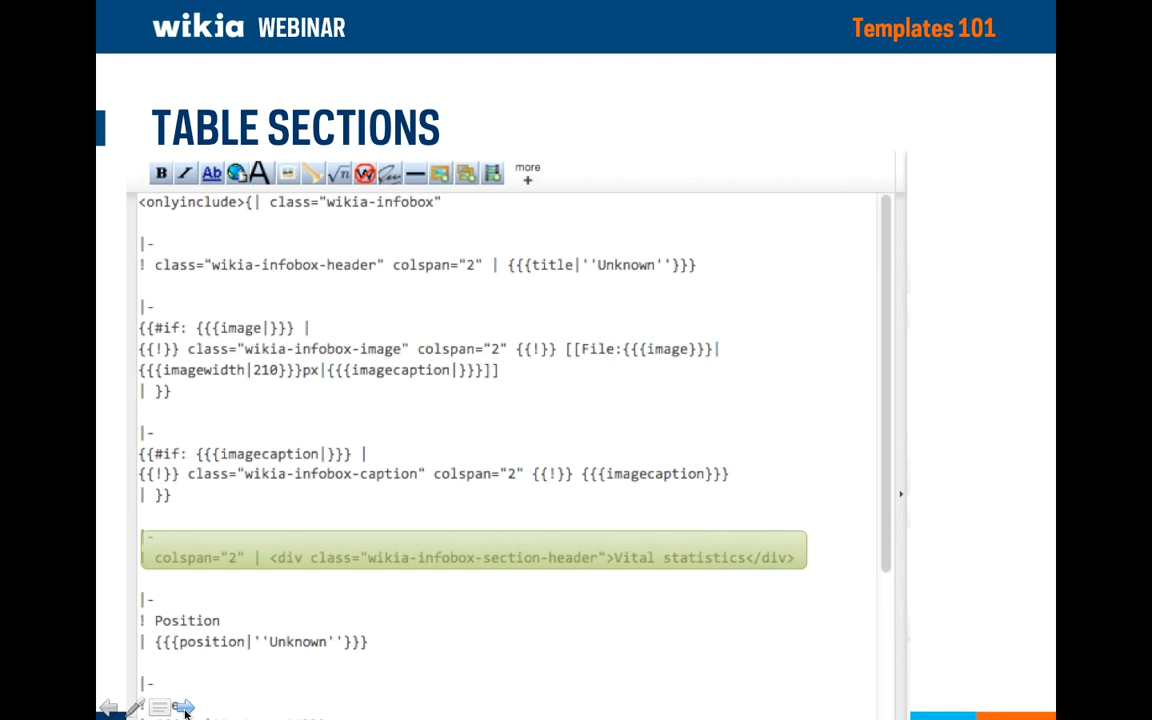 wikia WEBINAR
Templates 101
TABLE SECTIONS
B I Ab A √n W more
+
<onlyinclude>{| class="wikia-infobox"
|-
! class="wikia-infobox-header" colspan="2" | {{{title|''Unknown''}}}
|-
{{#if: {{{image|}}} |
{{!}} class="wikia-infobox-image" colspan="2" {{!}} [[File:{{{image}}}|
{{{imagewidth|210}}}px|{{{imagecaption|}}}]]
| }}
|-
{{#if: {{{imagecaption|}}} |
{{!}} class="wikia-infobox-caption" colspan="2" {{!}} {{{imagecaption}}}
| }}
|-
! colspan="2" | <div class="wikia-infobox-section-header">Vital statistics</div>
|-
! Position
| {{{position|''Unknown''}}}
|-